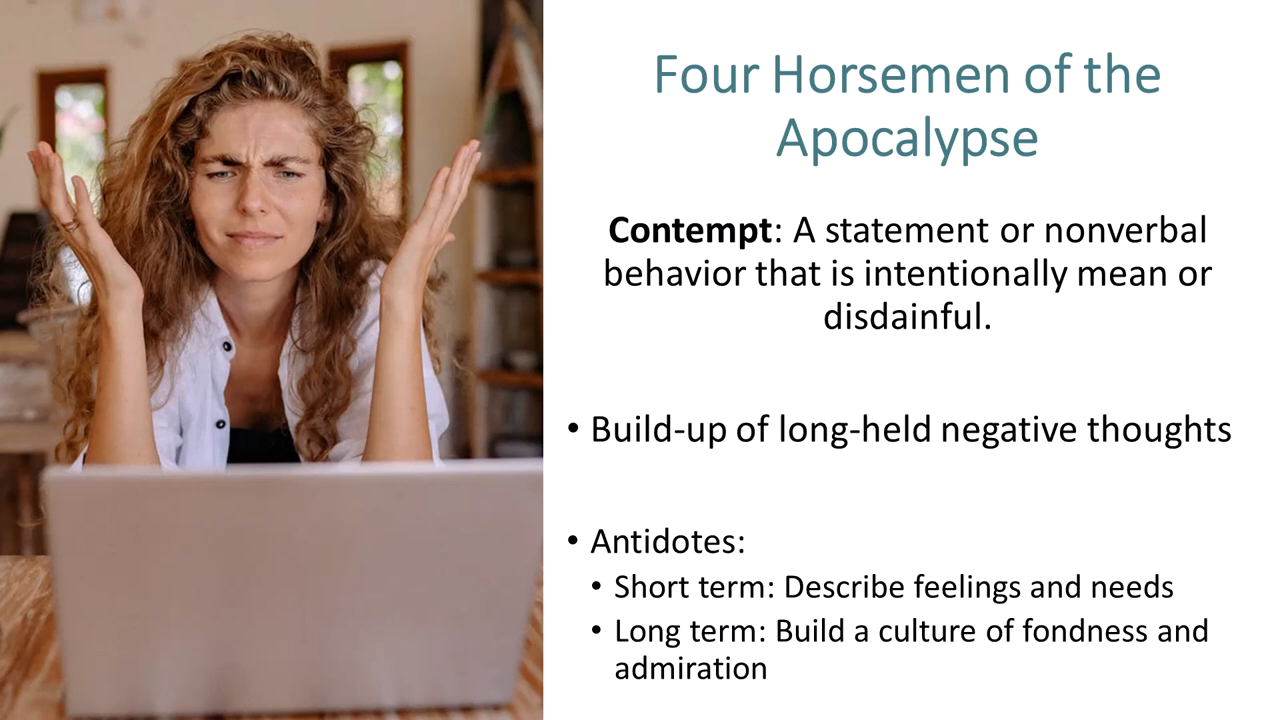 Four Horsemen of the
Apocalypse
Contempt: A statement or nonverbal
behavior that is intentionally mean or
disdainful.
• Build-up of long-held negative thoughts
• Antidotes:
• Short term: Describe feelings and needs
• Long term: Build a culture of fondness and
admiration